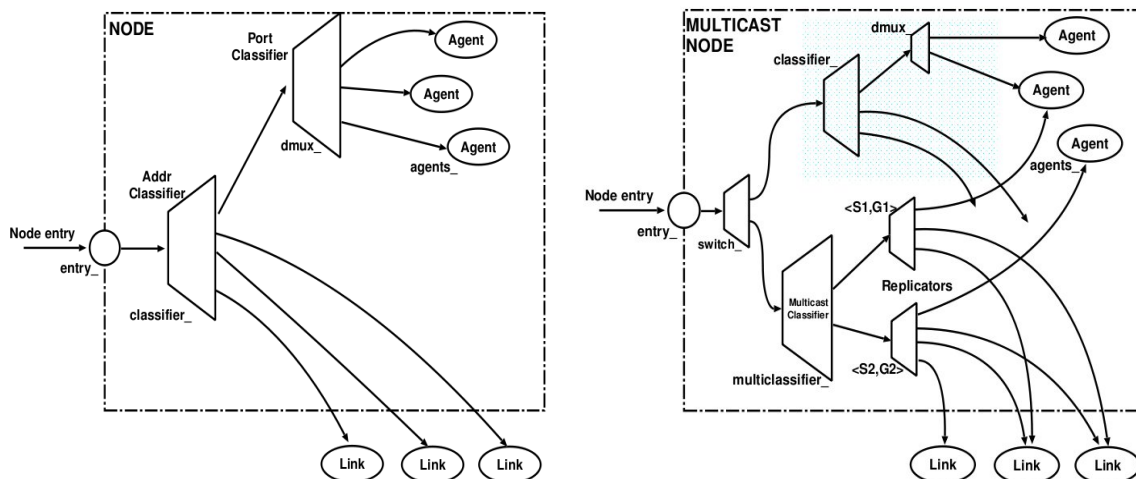 NODE
Port
Classifier
Agent
Agent
dmux_
Agent
agents_
Addr
Classifier
Node entry
entry_
classifier_
Link
Link
Link
MULTICAST
NODE
dmux_
Agent
classifier_
Agent
Agent
agents_
Node entry
entry_
switch_
<S1,G1>
Multicast
Classifier
Replicators
multiclassifier_
<S2,G2>
Link
Link
Link